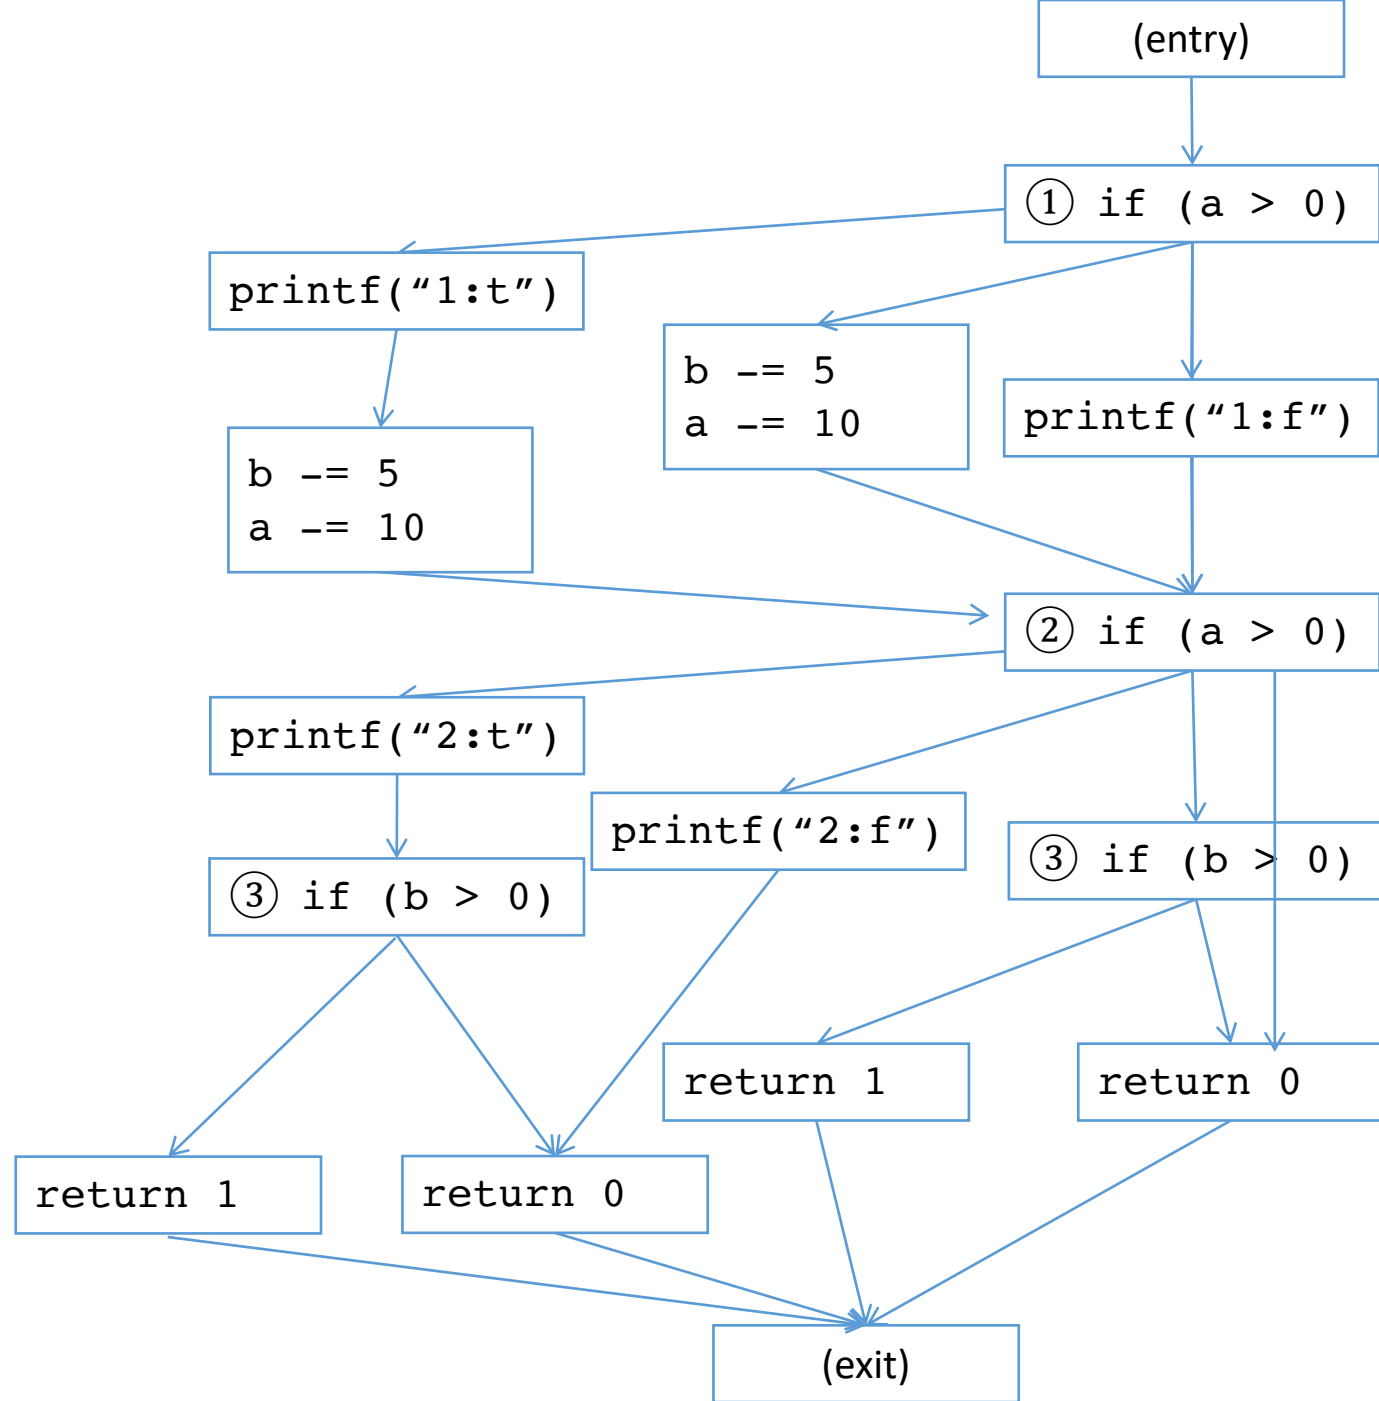 (entry)
① if (a > 0)
printf(“1:t”)
b -= 5
a -= 10
printf(“1:f”)
b -= 5
a -= 10
② if (a > 0)
printf(“2:t”)
printf(“2:f”)
③ if (b > 0)
③ if (b > 0)
return 1
return 0
return 1
return 0
(exit)